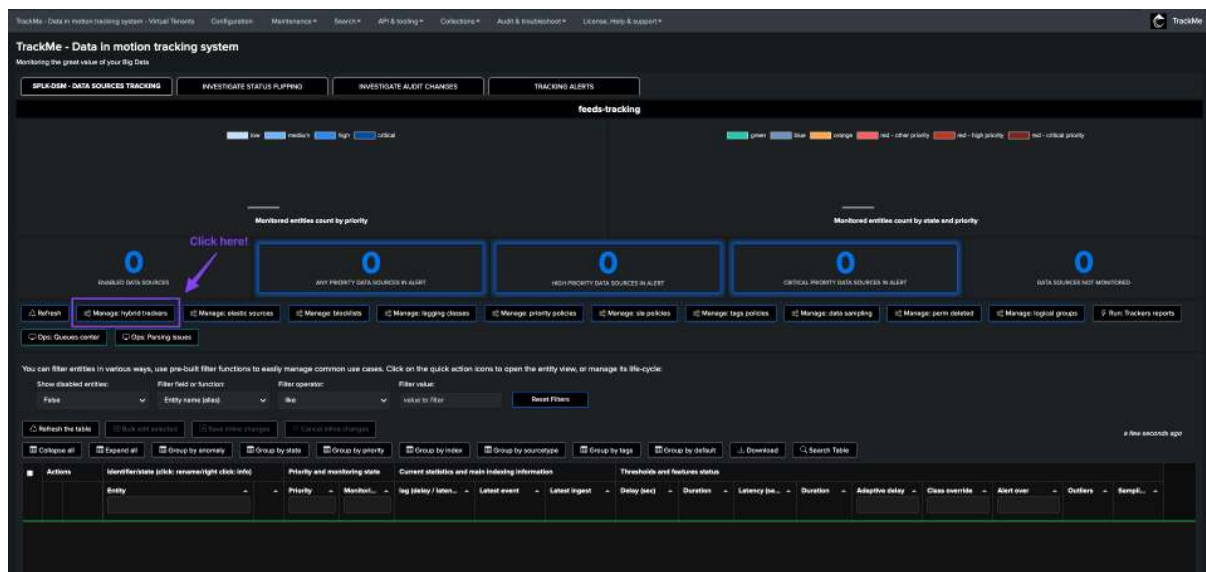 TrackMe - Data in motion tracking system - Virtual Tenants Configuration Maintenance Search API & tooling Collections Audit & troubleshoot License, Help & support TrackMe
TrackMe - Data in motion tracking system
Monitoring the great value of your Big Data
SPLK-DSM - DATA SOURCES TRACKING INVESTIGATE STATUS FLIPPING INVESTIGATE AUDIT CHANGES TRACKING ALERTS
feeds-tracking
low medium high critical
green blue orange red - other priority red - high priority red - critical priority
Monitored entities count by priority
Monitored entities count by state and priority
Click here!
0 0 0 0 0
ENABLED DATA SOURCES ANY PRIORITY DATA SOURCES IN ALERT HIGH PRIORITY DATA SOURCES IN ALERT CRITICAL PRIORITY DATA SOURCES IN ALERT DATA SOURCES NOT MONITORED
Refresh Manage: hybrid trackers Manage: elastic sources Manage: blocklists Manage: lagging classes Manage: priority policies Manage: sla policies Manage: tags policies Manage: data sampling Manage: perm deleted Manage: logical groups Run: Trackers reports
Ops: Queues center Ops: Parsing issues
You can filter entities in various ways, use pre-built filter functions to easily manage common use cases. Click on the quick action icons to open the entity view, or manage its life-cycle:
Show disabled entities: Filter field or function: Filter operator: Filter value:
False Entity name (alias) like value to filter Reset Filters
Refresh the table Bulk edit selected Save inline changes Cancel inline changes
a few seconds ago
Collapse all Expand all Group by anomaly Group by state Group by priority Group by index Group by sourcetype Group by tags Group by default Download Search Table
Actions Identifier/state (click: rename/right click: info) Priority and monitoring state Current statistics and main indexing information Thresholds and features status
Entity Priority Monitori... lag (delay / laten... Latest event Latest ingest Delay (sec) Duration Latency (se... Duration Adaptive delay Class override Alert over Outliers Sampli...